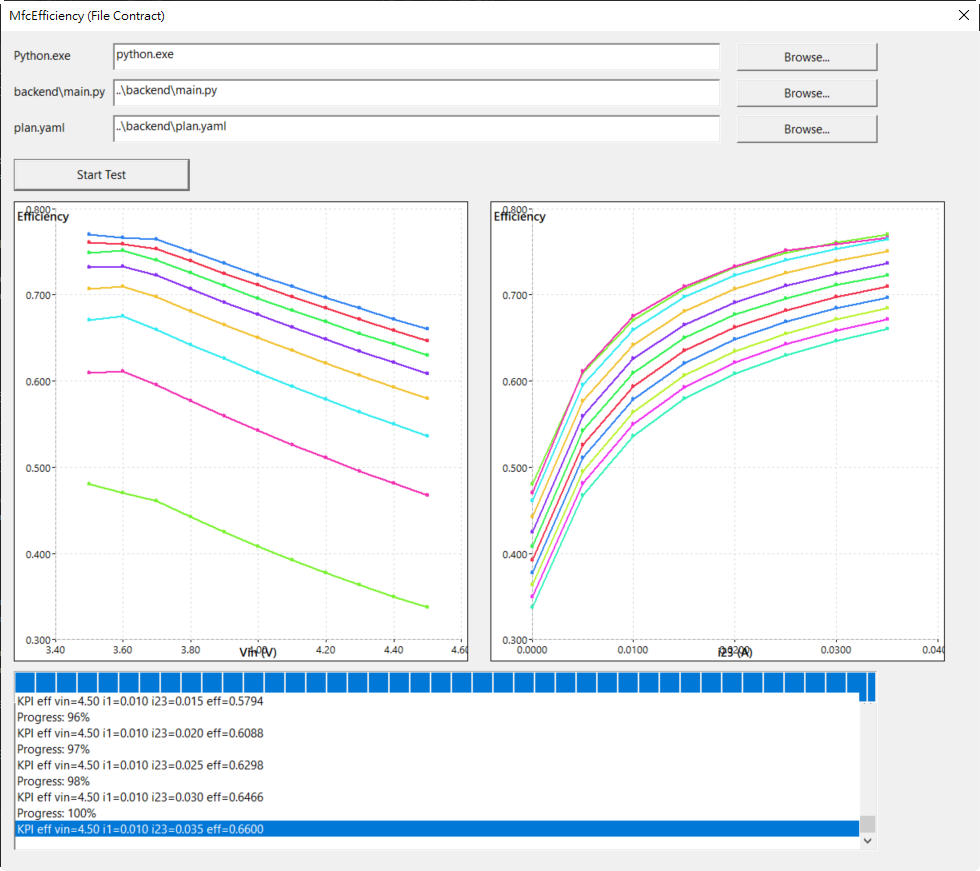 MfcEfficiency (File Contract)
Python.exe
python.exe
Browse...
backend\main.py
..\backend\main.py
Browse...
plan.yaml
..\backend\plan.yaml
Browse...
Start Test
0.800
Efficiency
0.700
0.600
0.500
0.400
0.300
3.40 3.60 3.80 4.00 4.20 4.40 4.60
Vin (V)
0.800
Efficiency
0.700
0.600
0.500
0.400
0.300
0.0000 0.0100 0.0200 0.0300 0.040
i23 (A)
KPI eff vin=4.50 i1=0.010 i23=0.015 eff=0.5794
Progress: 96%
KPI eff vin=4.50 i1=0.010 i23=0.020 eff=0.6088
Progress: 97%
KPI eff vin=4.50 i1=0.010 i23=0.025 eff=0.6298
Progress: 98%
KPI eff vin=4.50 i1=0.010 i23=0.030 eff=0.6466
Progress: 100%
KPI eff vin=4.50 i1=0.010 i23=0.035 eff=0.6600